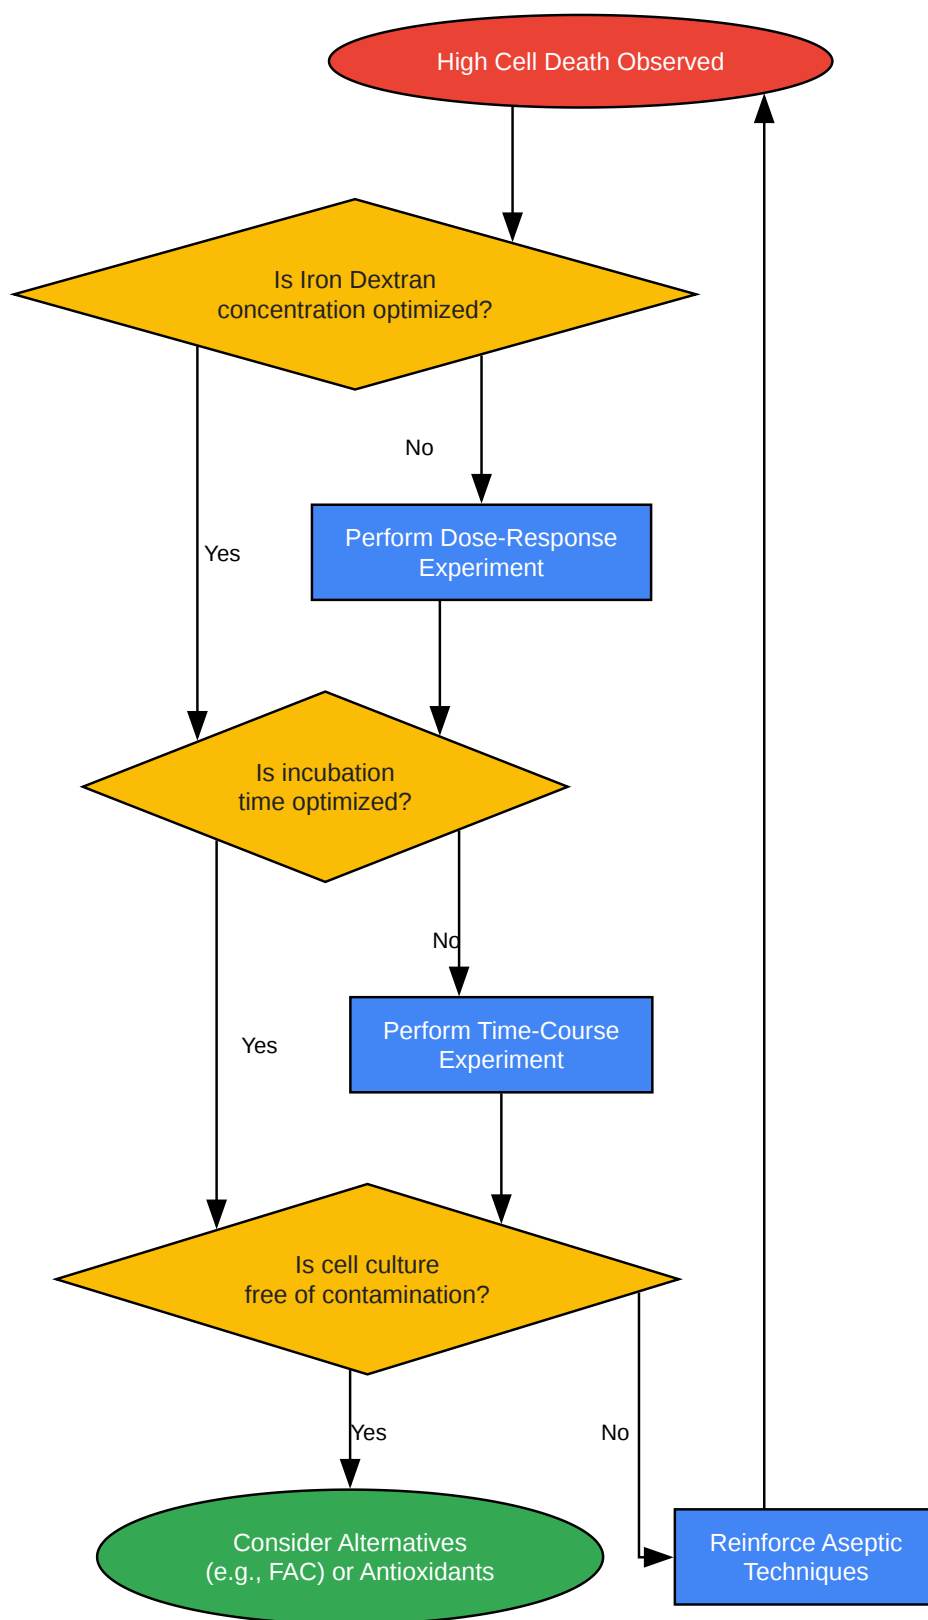 High Cell Death Observed
Is Iron Dextran
concentration optimized?
No
Perform Dose-Response
Experiment
Yes
Is incubation
time optimized?
No
Perform Time-Course
Experiment
Yes
Is cell culture
free of contamination?
Yes
No
Consider Alternatives
(e.g., FAC) or Antioxidants
Reinforce Aseptic
Techniques